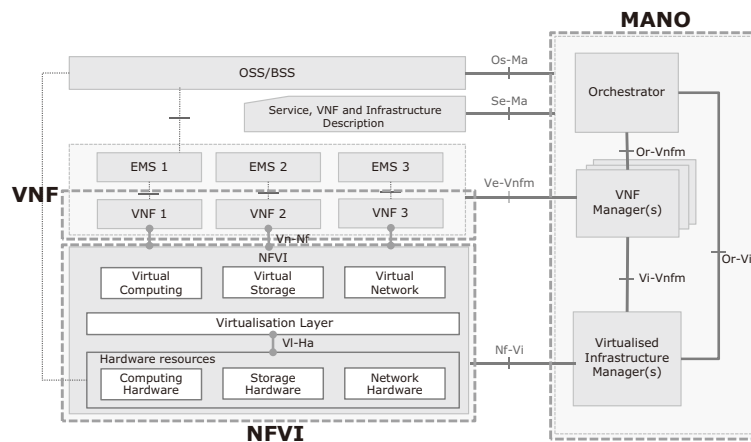 MANO
Os-Ma
OSS/BSS
Orchestrator
Se-Ma
Service, VNF and Infrastructure
Description
Or-Vnfm
EMS 1
EMS 2
EMS 3
VNF
Ve-Vnfm
VNF
Manager(s)
VNF 1
VNF 2
VNF 3
Vn-Nf
NFVI
Or-Vi
Virtual
Computing
Virtual
Storage
Virtual
Network
Vi-Vnfm
Virtualisation Layer
VI-Ha
Nf-Vi
Virtualised
Infrastructure
Manager(s)
Hardware resources
Computing
Hardware
Storage
Hardware
Network
Hardware
NFVI